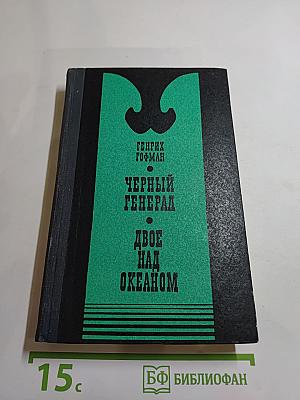 ГЕНРИХ
ГОФМАН
ЧЕРНЫЙ
ГЕНЕРАЛ
ДВОЕ
НАД
ОКЕАНОМ
15с
БФ БИБЛИОФАН